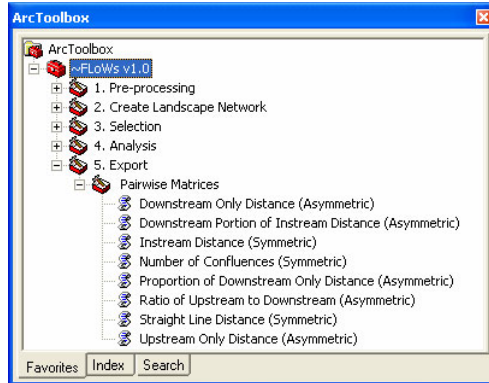 ArcToolbox
ArcToolbox
~FLoWs v1.0
1. Pre-processing
2. Create Landscape Network
3. Selection
4. Analysis
5. Export
Pairwise Matrices
Downstream Only Distance (Asymmetric)
Downstream Portion of Instream Distance (Asymmetric)
Instream Distance (Symmetric)
Number of Confluences (Symmetric)
Proportion of Downstream Only Distance (Asymmetric)
Ratio of Upstream to Downstream (Asymmetric)
Straight Line Distance (Symmetric)
Upstream Only Distance (Asymmetric)
Favorites Index Search